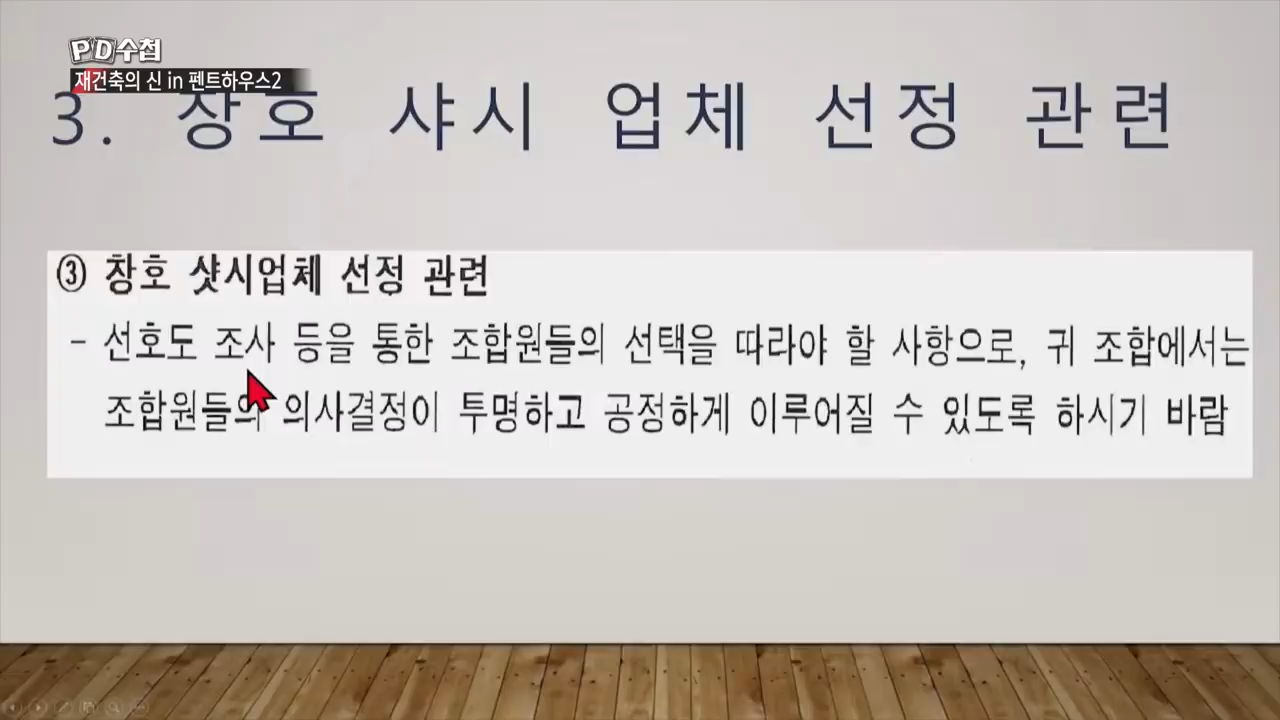 PD수첩
재건축의 신 in 펜트하우스2
3. 창호 샤시 업체 선정 관련
③ 창호 샷시업체 선정 관련
- 선호도 조사 등을 통한 조합원들의 선택을 따라야 할 사항으로, 귀 조합에서는
조합원들의 의사결정이 투명하고 공정하게 이루어질 수 있도록 하시기 바람